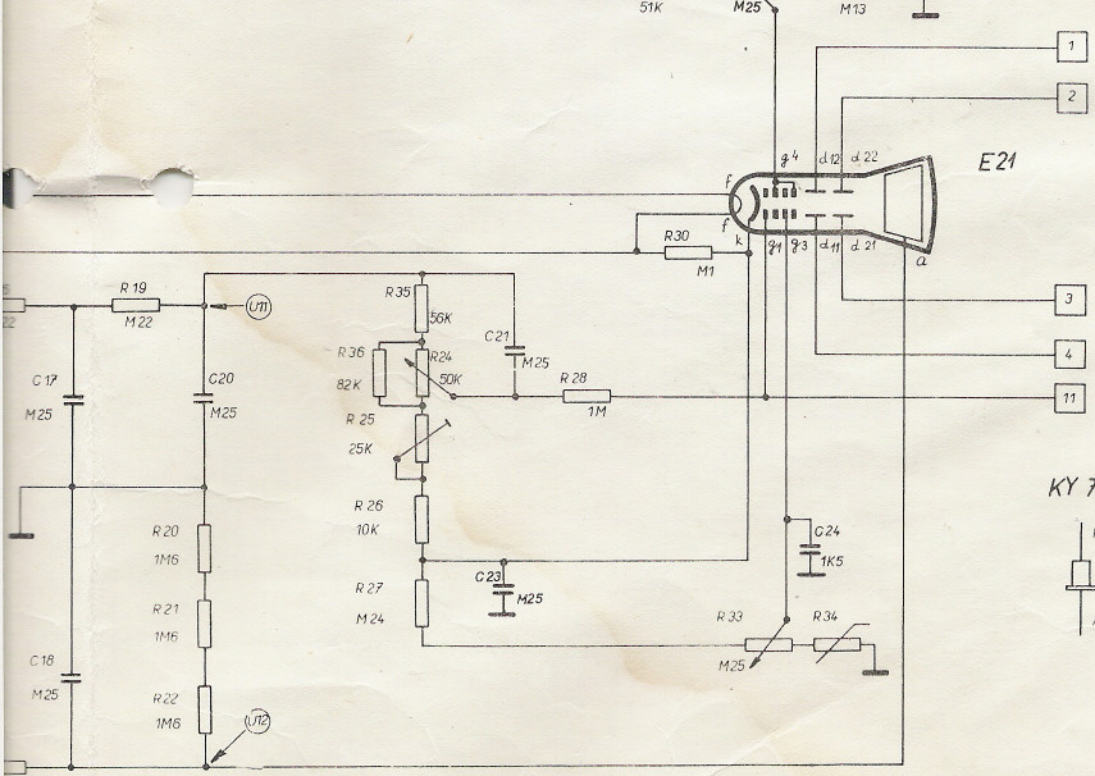 51K
M25
M13
1
2
g4
d12
d22
E21
f
f
k
g1
g3
d11
d21
a
R30
M1
R19
M22
U11
R35
56K
3
C21
M25
R36
82K
R24
50K
4
C17
M25
C20
M25
R28
1M
11
R25
25K
KY 7
R26
10K
R20
1M6
C24
1K5
C23
M25
R27
M24
R21
1M6
R33
M25
R34
C18
M25
R22
1M6
U12
22